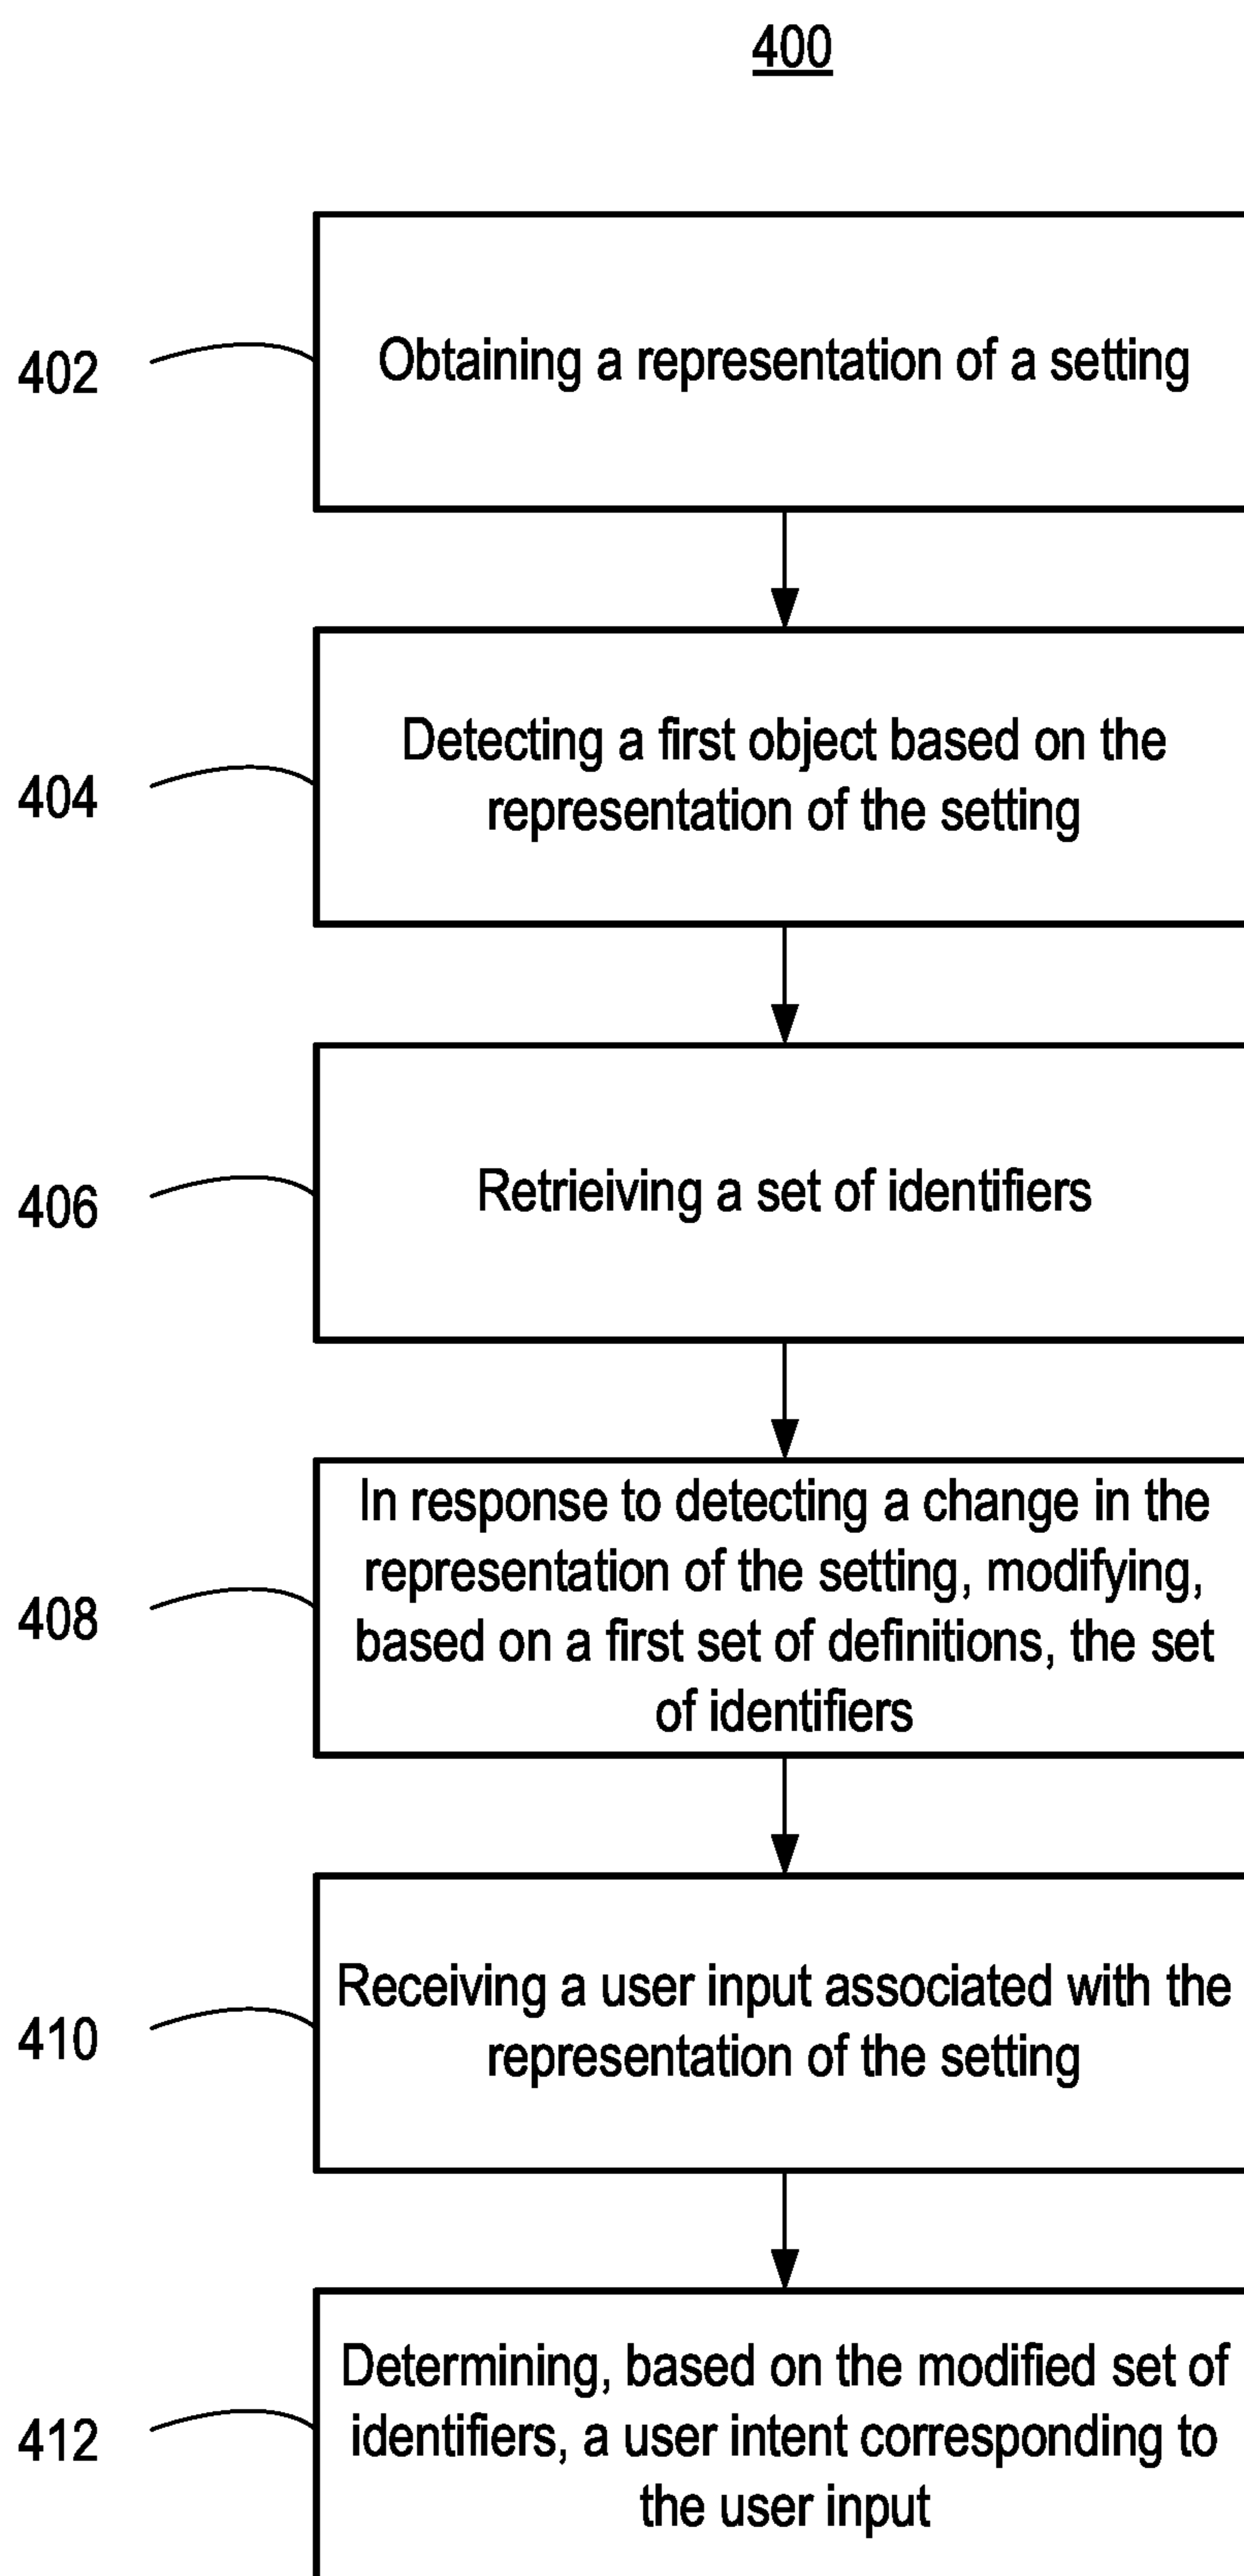 400
402
Obtaining a representation of a setting
404
Detecting a first object based on the
representation of the setting
406
Retrieiving a set of identifiers
408
In response to detecting a change in the
representation of the setting, modifying,
based on a first set of definitions, the set
of identifiers
410
Receiving a user input associated with the
representation of the setting
412
Determining, based on the modified set of
identifiers, a user intent corresponding to
the user input